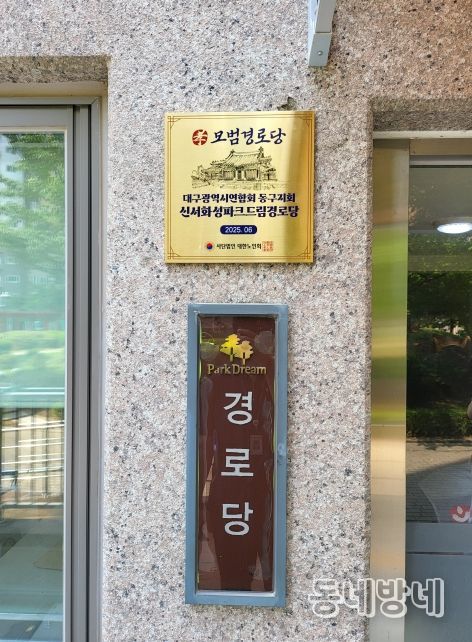 모범경로당
대구광역시연합회 동구지회
신서화성파크드림경로당
2025. 06
사단법인 대한노인회
Park Dream
경
로
당
동네방네